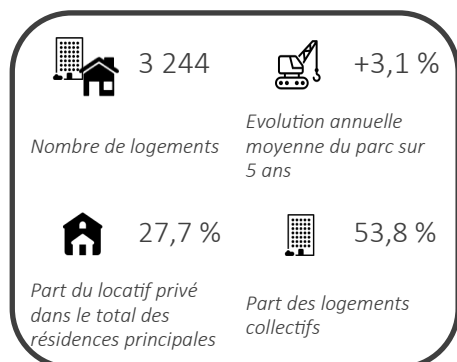 3 244
Nombre de logements
+3,1 %
Evolution annuelle
moyenne du parc sur
5 ans
27,7 %
Part du locatif privé
dans le total des
résidences principales
53,8 %
Part des logements
collectifs